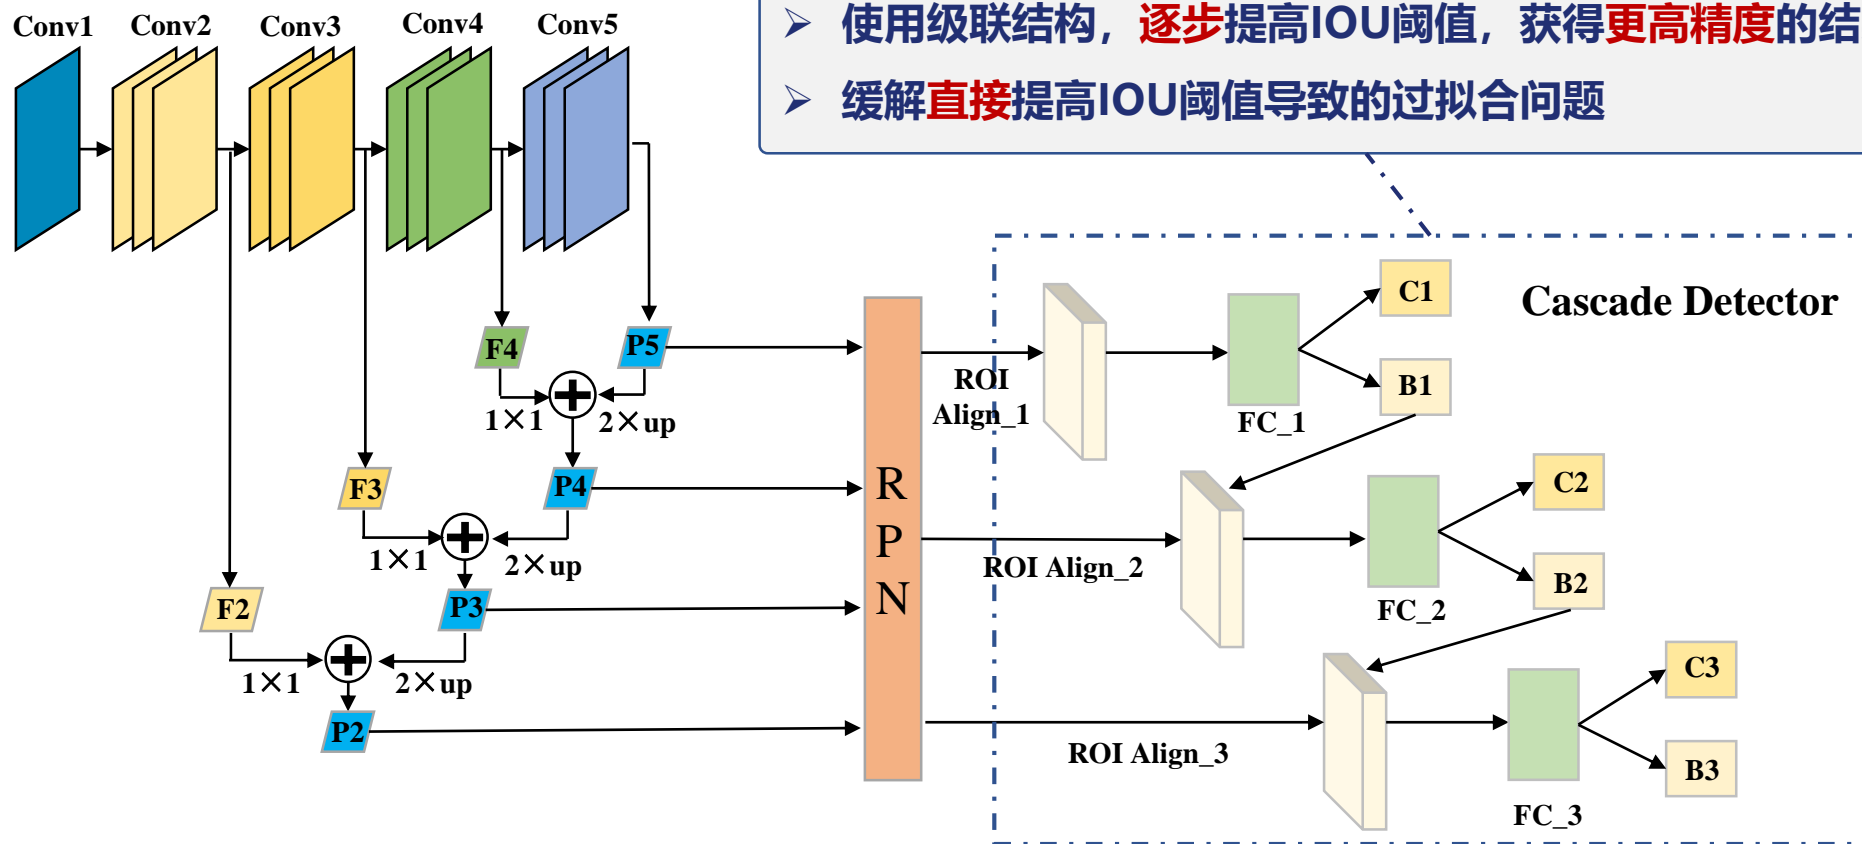 Conv1 Conv2 Conv3 Conv4 Conv5
➢ 使用级联结构，逐步提高IOU阈值，获得更高精度的结
➢ 缓解直接提高IOU阈值导致的过拟合问题
Cascade Detector
F4 P5
1×1 2×up
F3 P4
1×1 2×up
F2 P3
1×1 2×up
P2
R
P
N
ROI
Align_1
FC_1
C1
B1
ROI Align_2
FC_2
C2
B2
ROI Align_3
FC_3
C3
B3